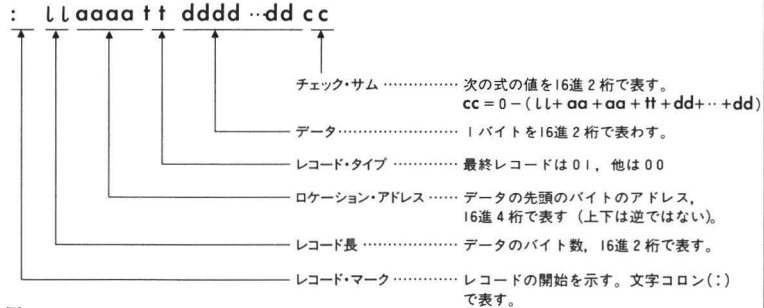 : ll aaaa tt dddd ‥dd cc
チェック・サム ‥‥‥‥‥ 次の式の値を16進2桁で表す。
cc = 0 - ( ll + aa + aa + tt + dd + ‥ + dd )
データ ‥‥‥‥‥‥‥‥ 1バイトを16進2桁で表わす。
レコード・タイプ ‥‥‥‥ 最終レコードは01，他は00
ロケーション・アドレス ‥‥ データの先頭のバイトのアドレス，
16進4桁で表す（上下は逆ではない）。
レコード長 ‥‥‥‥‥‥ データのバイト数，16進2桁で表す。
レコード・マーク ‥‥‥‥ レコードの開始を示す。文字コロン(：)
で表す。